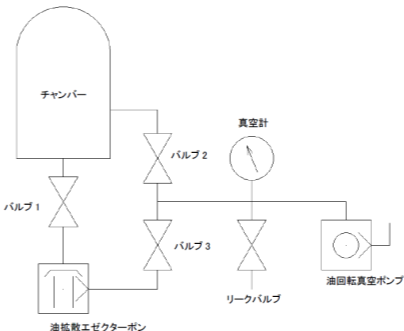 チャンバー
真空計
バルブ 2
バルブ 1
バルブ 3
リークバルブ
油回転真空ポンプ
油拡散エゼクターポン